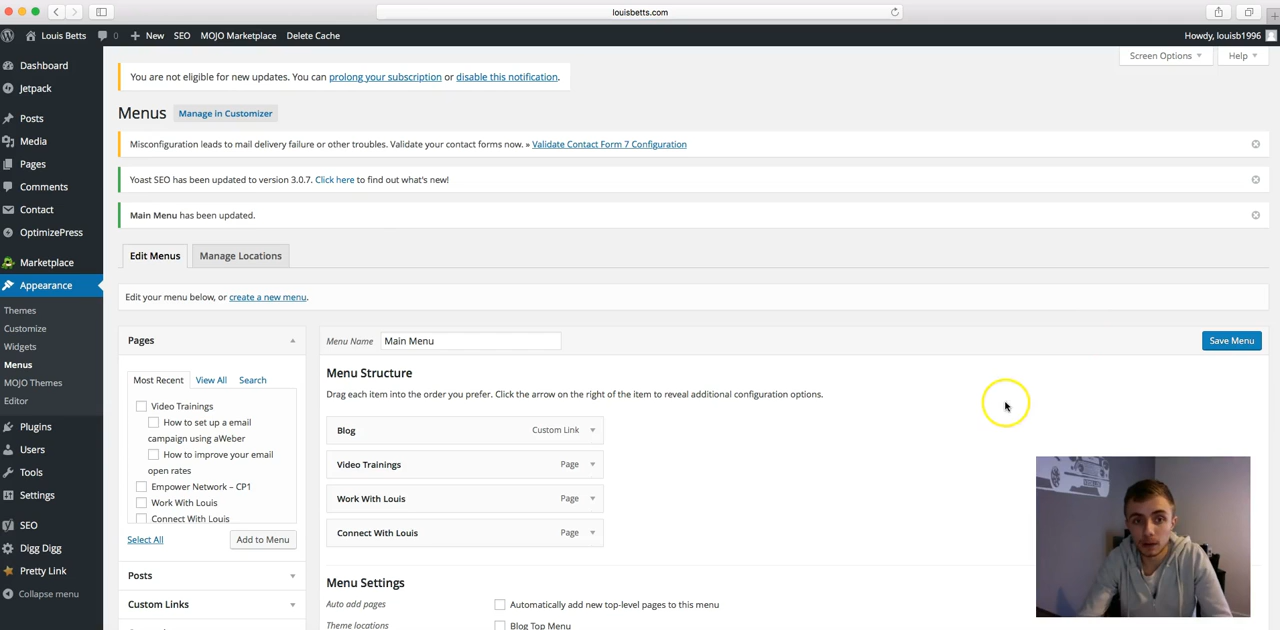 louisbetts.com
Louis Betts 0 New SEO MOJO Marketplace Delete Cache Howdy, louisb1996
Screen Options Help
You are not eligible for new updates. You can prolong your subscription or disable this notification.
Menus Manage in Customizer
Misconfiguration leads to mail delivery failure or other troubles. Validate your contact forms now. » Validate Contact Form 7 Configuration
Yoast SEO has been updated to version 3.0.7. Click here to find out what's new!
Main Menu has been updated.
Edit Menus Manage Locations
Edit your menu below, or create a new menu.
Dashboard
Jetpack
Posts
Media
Pages
Comments
Contact
OptimizePress
Marketplace
Appearance
Themes
Customize
Widgets
Menus
MOJO Themes
Editor
Plugins
Users
Tools
Settings
SEO
Digg Digg
Pretty Link
Collapse menu
Pages
Most Recent View All Search
Video Trainings
How to set up a email
campaign using aWeber
How to improve your email
open rates
Empower Network – CP1
Work With Louis
Connect With Louis
Select All Add to Menu
Posts
Custom Links
Menu Name Main Menu Save Menu
Menu Structure
Drag each item into the order you prefer. Click the arrow on the right of the item to reveal additional configuration options.
Blog Custom Link
Video Trainings Page
Work With Louis Page
Connect With Louis Page
Menu Settings
Auto add pages Automatically add new top-level pages to this menu
Theme locations Blog Top Menu